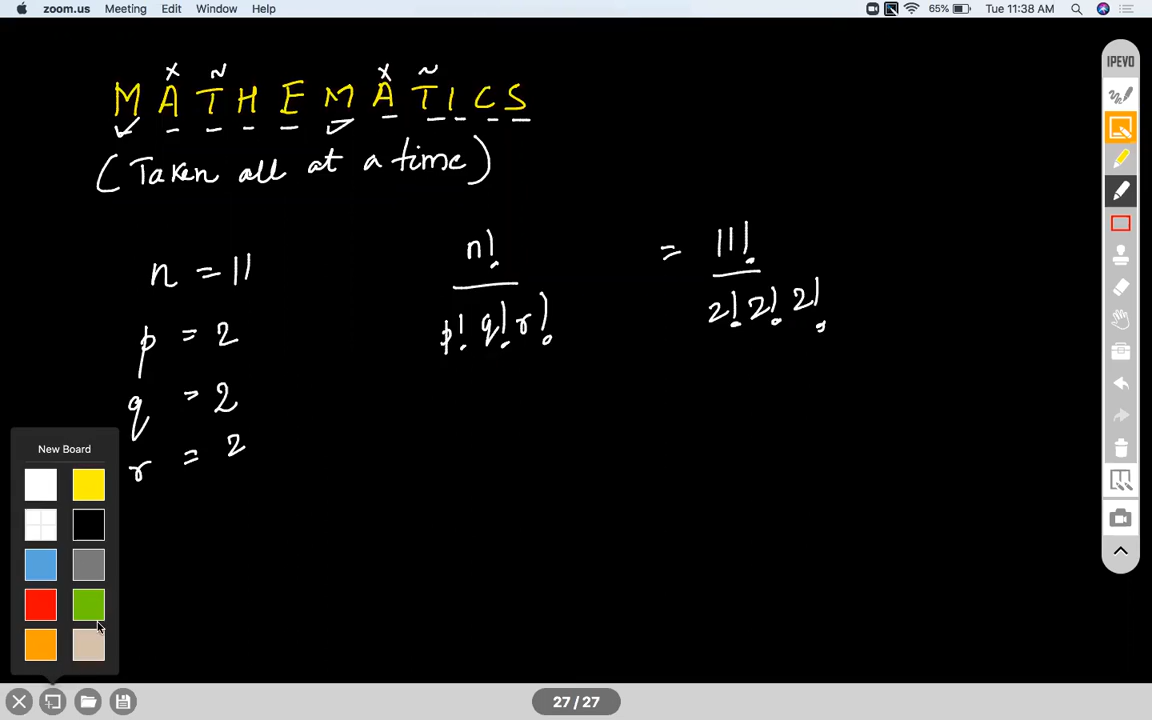 zoom.us Meeting Edit Window Help 65% Tue 11:38 AM
IPEVO
MATHEMATICS
(Taken all at a time)
n = 11
n!
p! q! r!
= 11!
2! 2! 2!
p = 2
q = 2
r = 2
New Board
27 / 27